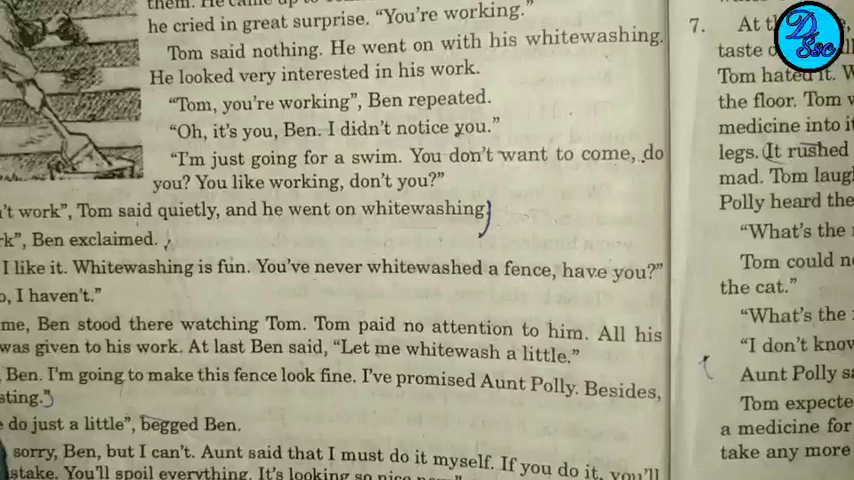 them. He came up to
he cried in great surprise. “You're working.”
Tom said nothing. He went on with his whitewashing.
He looked very interested in his work.
“Tom, you're working”, Ben repeated.
“Oh, it's you, Ben. I didn't notice you.”
“I'm just going for a swim. You don't want to come, do
you? You like working, don't you?”
't work”, Tom said quietly, and he went on whitewashing.
rk”, Ben exclaimed.
I like it. Whitewashing is fun. You've never whitewashed a fence, have you?”
o, I haven't.”
me, Ben stood there watching Tom. Tom paid no attention to him. All his
was given to his work. At last Ben said, “Let me whitewash a little.”
, Ben. I'm going to make this fence look fine. I've promised Aunt Polly. Besides,
sting.”
e do just a little”, begged Ben.
sorry, Ben, but I can't. Aunt said that I must do it myself. If you do it, you'll
stake. You'll spoil everything. It's looking so nice
7. At
taste
Tom hated it. W
the floor. Tom
medicine into it
legs. It rushed
mad. Tom laug
Polly heard the
“What's the
Tom could n
the cat.”
“What's the
“I don't know
Aunt Polly sa
Tom expecte
a medicine for
take any more
D
Ssc